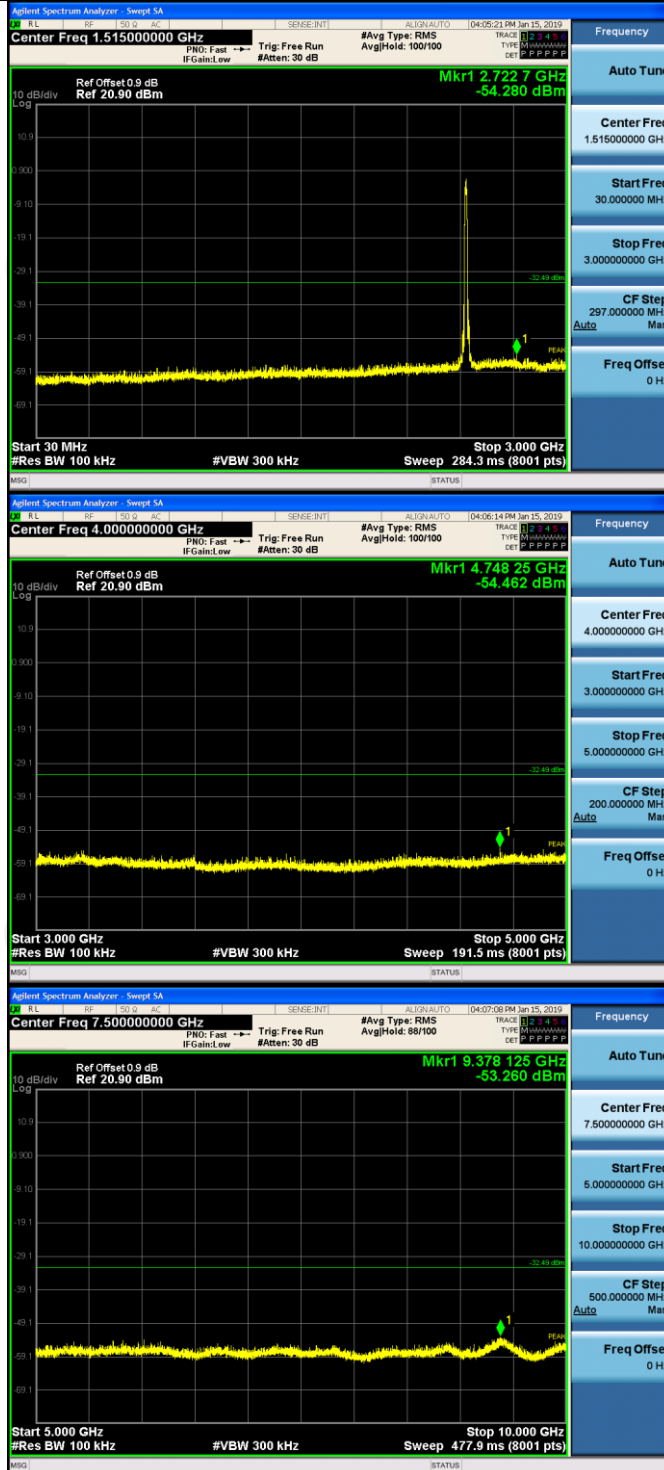 Agilent Spectrum Analyzer - Swept SA
RL RF 50 Ω AC SENSE:INT ALIGNAUTO 04:05:21 PM Jan 15, 2019
Center Freq 1.515000000 GHz
PNO: Fast
IFGain:Low
Trig: Free Run
#Atten: 30 dB
#Avg Type: RMS
Avg|Hold: 100/100
TRACE 1 2 3 4 5 6
TYPE M
DET P P P P P P
Frequency
Auto Tune
Ref Offset 0.9 dB
10 dB/div Ref 20.90 dBm
Log
Mkr1 2.722 7 GHz
-54.280 dBm
10.9
0.900
-9.10
-19.1
-29.1
-39.1
-49.1
-59.1
-69.1
-32.49 dBm
1
PEAK
Center Freq
1.515000000 GHz
Start Freq
30.000000 MHz
Stop Freq
3.000000000 GHz
CF Step
297.000000 MHz
Auto Man
Freq Offset
0 Hz
Start 30 MHz Stop 3.000 GHz
#Res BW 100 kHz #VBW 300 kHz Sweep 284.3 ms (8001 pts)
MSG STATUS
Agilent Spectrum Analyzer - Swept SA
RL RF 50 Ω AC SENSE:INT ALIGNAUTO 04:06:14 PM Jan 15, 2019
Center Freq 4.000000000 GHz
PNO: Fast
IFGain:Low
Trig: Free Run
#Atten: 30 dB
#Avg Type: RMS
Avg|Hold: 100/100
TRACE 1 2 3 4 5 6
TYPE M
DET P P P P P P
Frequency
Auto Tune
Ref Offset 0.9 dB
10 dB/div Ref 20.90 dBm
Log
Mkr1 4.748 25 GHz
-54.462 dBm
10.9
0.900
-9.10
-19.1
-29.1
-39.1
-49.1
-59.1
-69.1
-32.49 dBm
1
PEAK
Center Freq
4.000000000 GHz
Start Freq
3.000000000 GHz
Stop Freq
5.000000000 GHz
CF Step
200.000000 MHz
Auto Man
Freq Offset
0 Hz
Start 3.000 GHz Stop 5.000 GHz
#Res BW 100 kHz #VBW 300 kHz Sweep 191.5 ms (8001 pts)
MSG STATUS
Agilent Spectrum Analyzer - Swept SA
RL RF 50 Ω AC SENSE:INT ALIGNAUTO 04:07:08 PM Jan 15, 2019
Center Freq 7.500000000 GHz
PNO: Fast
IFGain:Low
Trig: Free Run
#Atten: 30 dB
#Avg Type: RMS
Avg|Hold: 88/100
TRACE 1 2 3 4 5 6
TYPE M
DET P P P P P P
Frequency
Auto Tune
Ref Offset 0.9 dB
10 dB/div Ref 20.90 dBm
Log
Mkr1 9.378 125 GHz
-53.260 dBm
10.9
0.900
-9.10
-19.1
-29.1
-39.1
-49.1
-59.1
-69.1
-32.49 dBm
1
PEAK
Center Freq
7.500000000 GHz
Start Freq
5.000000000 GHz
Stop Freq
10.000000000 GHz
CF Step
500.000000 MHz
Auto Man
Freq Offset
0 Hz
Start 5.000 GHz Stop 10.000 GHz
#Res BW 100 kHz #VBW 300 kHz Sweep 477.9 ms (8001 pts)
MSG STATUS